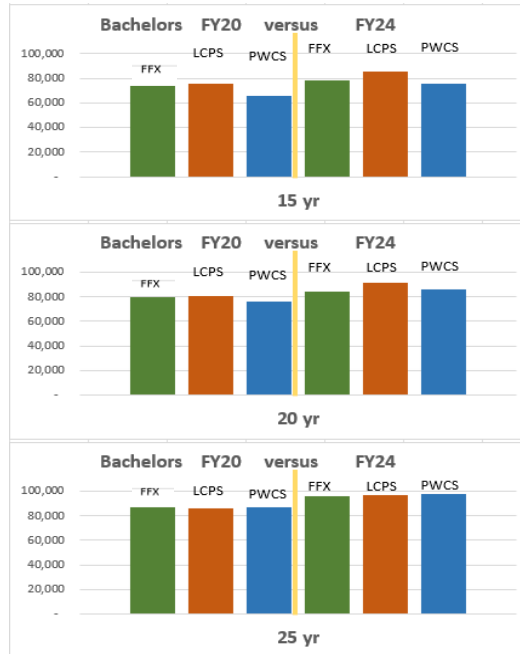 Bachelors FY20 versus FY24
FFX LCPS PWCS FFX LCPS PWCS
100,000
80,000
60,000
40,000
20,000
-
15 yr
Bachelors FY20 versus FY24
FFX LCPS PWCS FFX LCPS PWCS
100,000
80,000
60,000
40,000
20,000
-
20 yr
Bachelors FY20 versus FY24
FFX LCPS PWCS FFX LCPS PWCS
100,000
80,000
60,000
40,000
20,000
-
25 yr